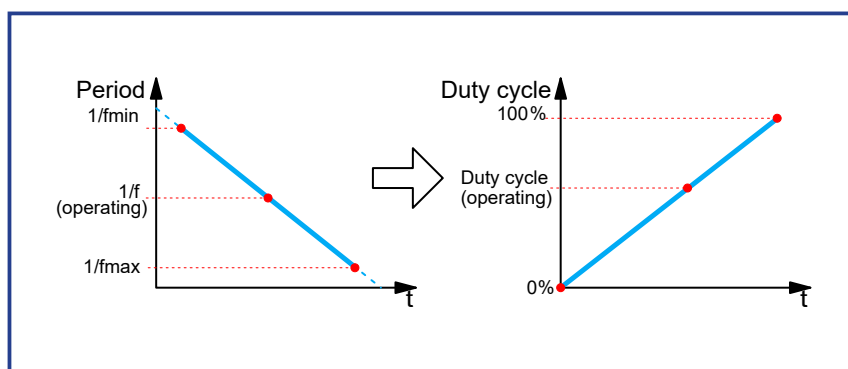 Period
1/fmin
1/f
(operating)
1/fmax
t
Duty cycle
100%
Duty cycle
(operating)
0%
t